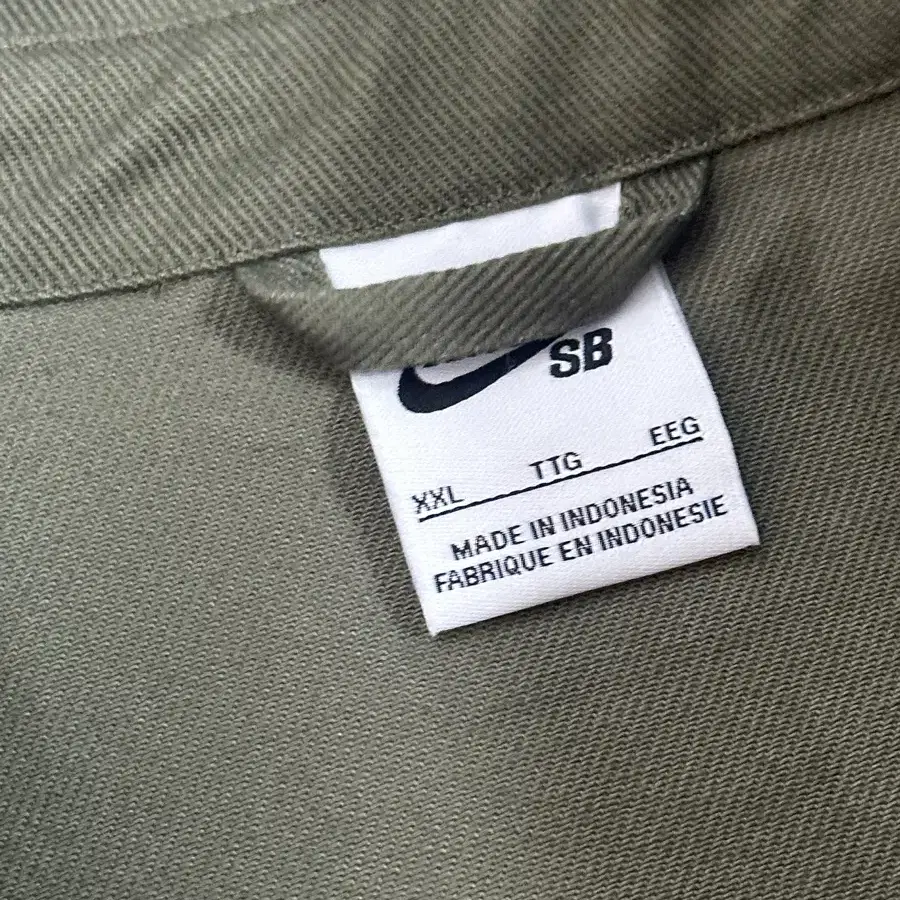 SB
XXL TTG EEG
MADE IN INDONESIA
FABRIQUE EN INDONESIE